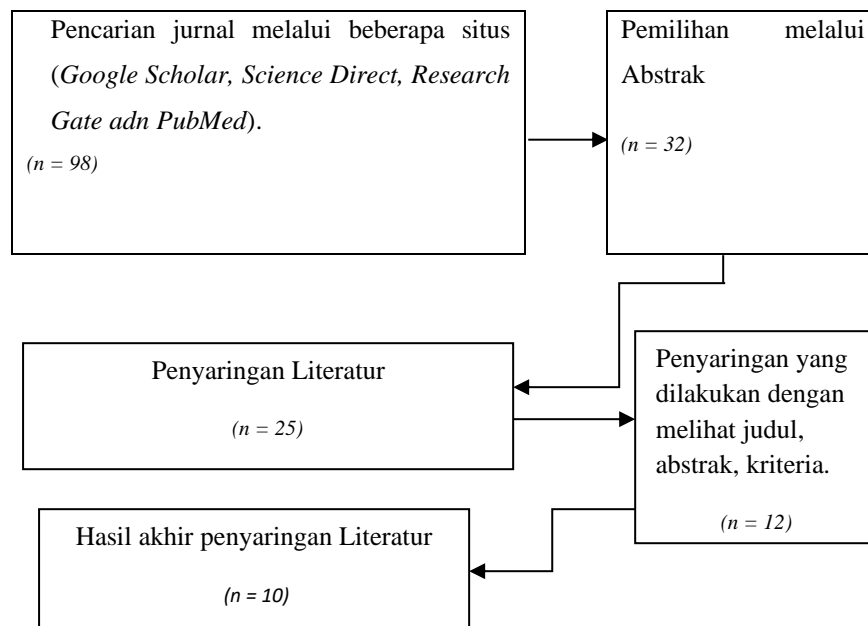 Pencarian jurnal melalui beberapa situs
(Google Scholar, Science Direct, Research
Gate adn PubMed).
(n = 98)
Pemilihan melalui
Abstrak
(n = 32)
Penyaringan Literatur
(n = 25)
Penyaringan yang
dilakukan dengan
melihat judul,
abstrak, kriteria.
(n = 12)
Hasil akhir penyaringan Literatur
(n = 10)